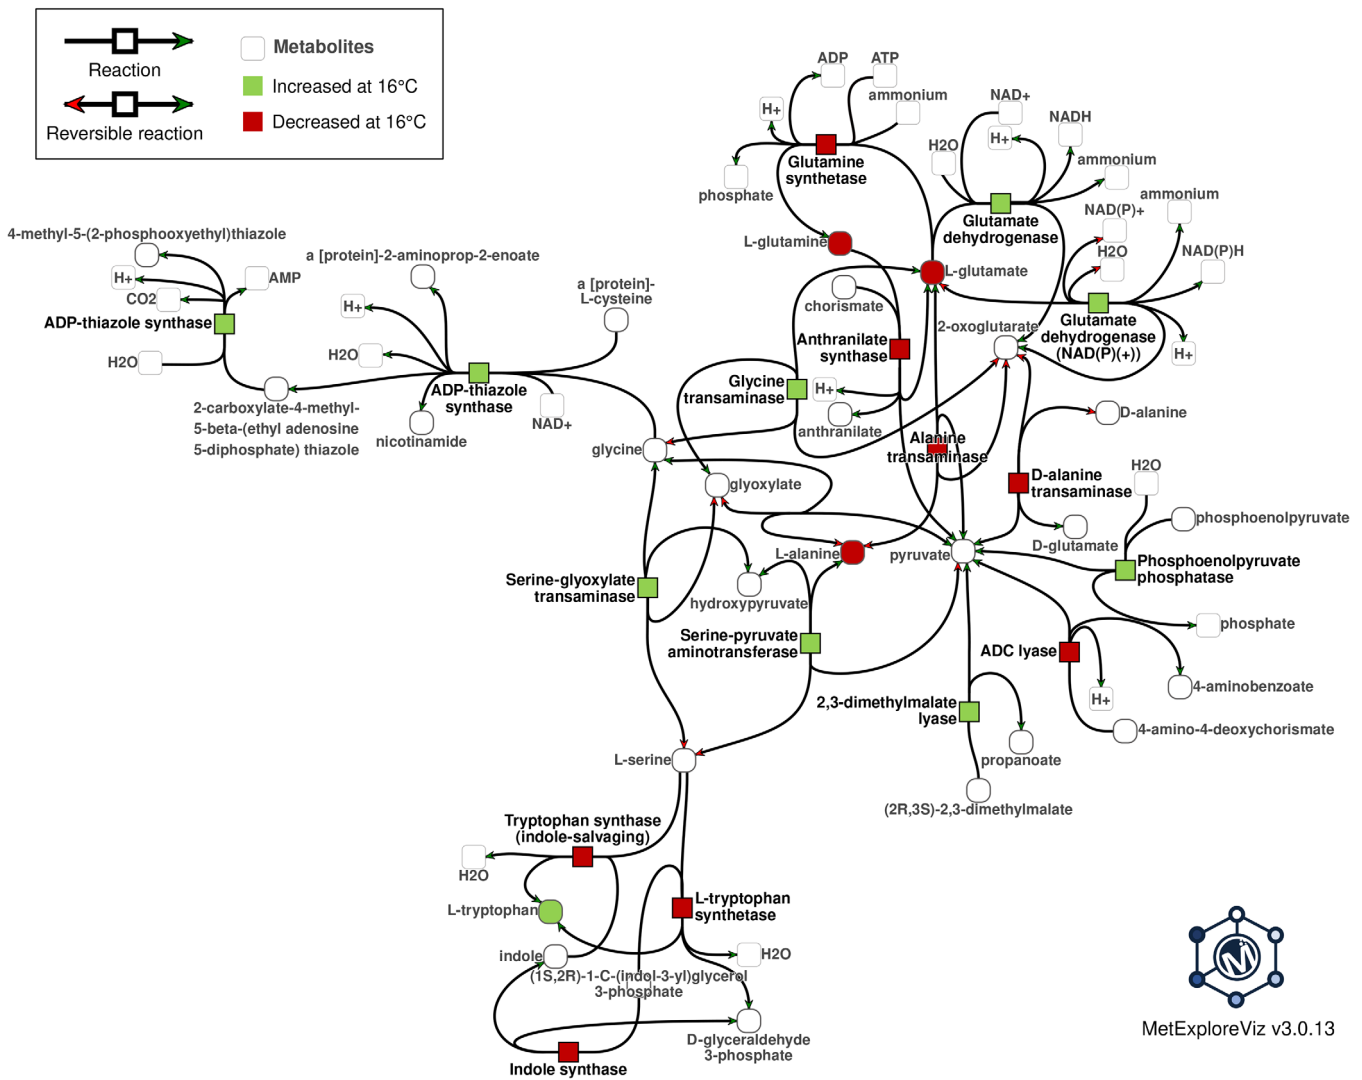 Reaction
Reversible reaction
Metabolites
Increased at 16°C
Decreased at 16°C
ADP
ATP
ammonium
H+
phosphate
Glutamine
synthetase
NAD+
H+
NADH
H2O
ammonium
Glutamate
dehydrogenase
ammonium
NAD(P)+
H2O
NAD(P)H
Glutamate
dehydrogenase
(NAD(P)(+))
H+
L-glutamine
L-glutamate
chorismate
2-oxoglutarate
Anthranilate
synthase
H+
anthranilate
Glycine
transaminase
4-methyl-5-(2-phosphooxyethyl)thiazole
H+
CO2
AMP
ADP-thiazole synthase
H2O
a [protein]-2-aminoprop-2-enoate
H+
H2O
a [protein]-
L-cysteine
ADP-thiazole
synthase
2-carboxylate-4-methyl-
5-beta-(ethyl adenosine
5-diphosphate) thiazole
nicotinamide
NAD+
glycine
glyoxylate
Alanine
transaminase
D-alanine
D-alanine
transaminase
D-glutamate
H2O
phosphoenolpyruvate
Phosphoenolpyruvate
phosphatase
phosphate
L-alanine
pyruvate
Serine-glyoxylate
transaminase
hydroxypyruvate
Serine-pyruvate
aminotransferase
ADC lyase
H+
4-aminobenzoate
4-amino-4-deoxychorismate
2,3-dimethylmalate
lyase
propanoate
(2R,3S)-2,3-dimethylmalate
L-serine
Tryptophan synthase
(indole-salvaging)
H2O
L-tryptophan
L-tryptophan
synthetase
indole
H2O
(1S,2R)-1-C-(indol-3-yl)glycerol
3-phosphate
D-glyceraldehyde
3-phosphate
Indole synthase
MetExploreViz v3.0.13